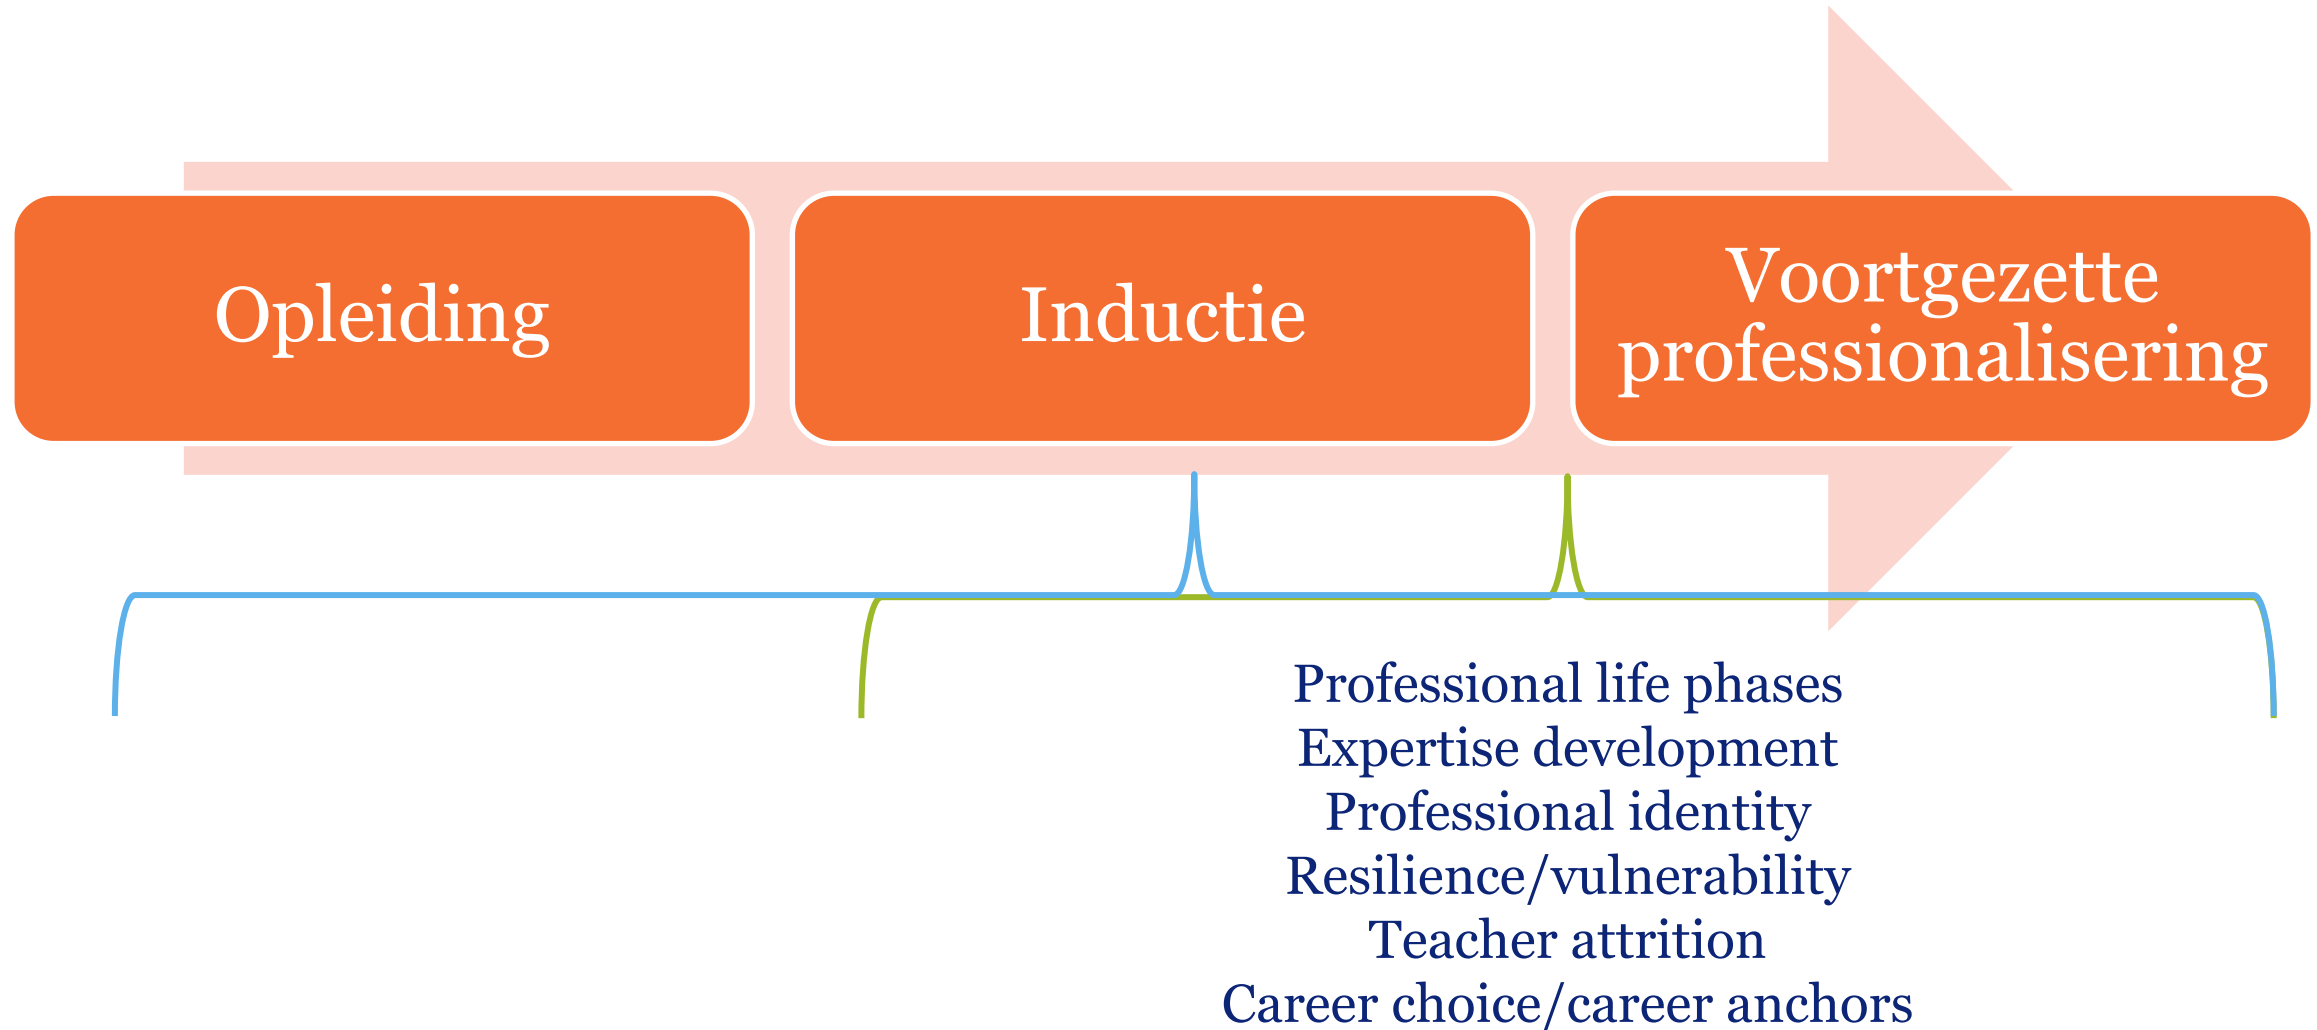 Opleiding
Inductie
Voortgezette
professionalisering
Professional life phases
Expertise development
Professional identity
Resilience/vulnerability
Teacher attrition
Career choice/career anchors